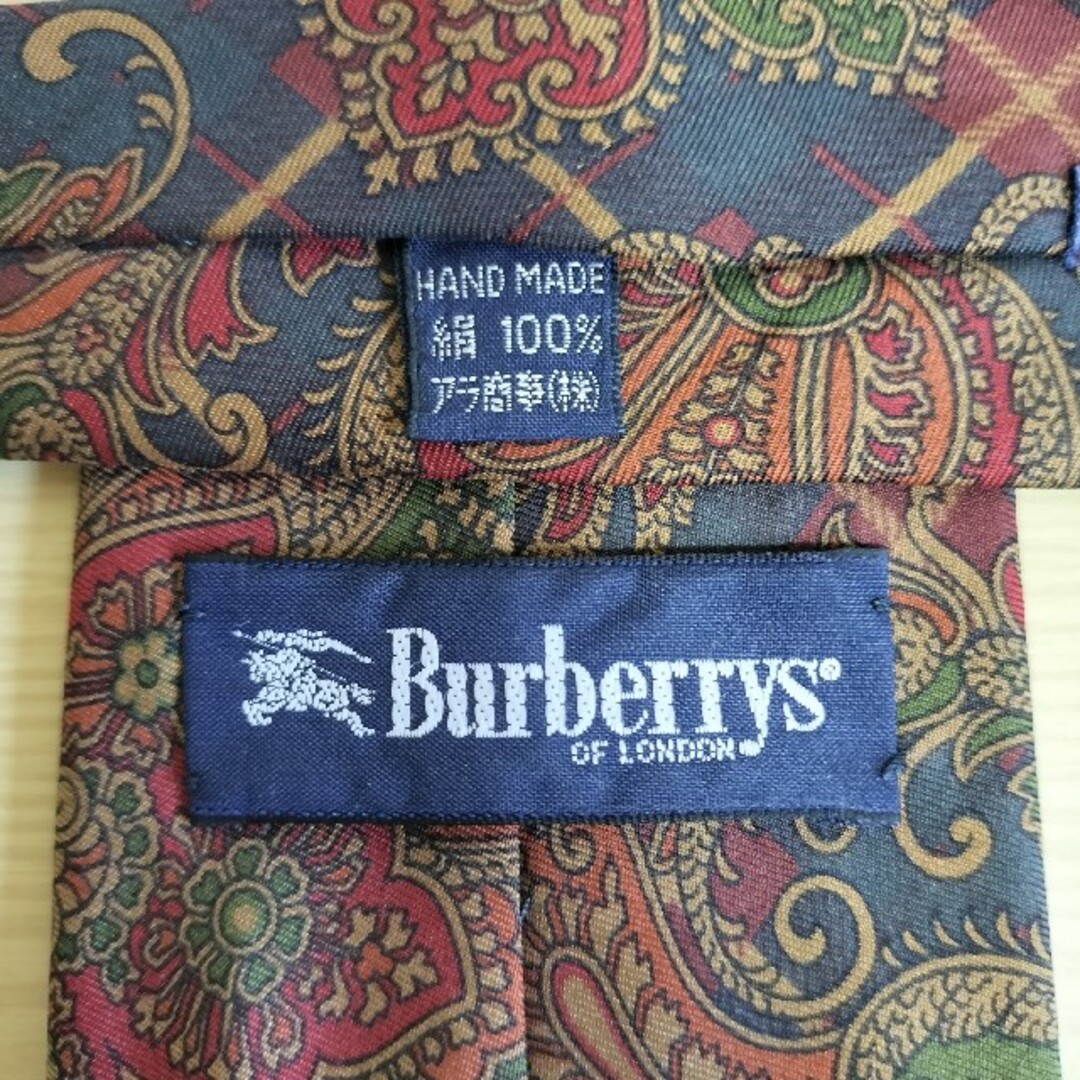 HAND MADE
絹 100%
アラ商事(株)
Burberrys®
OF LONDON